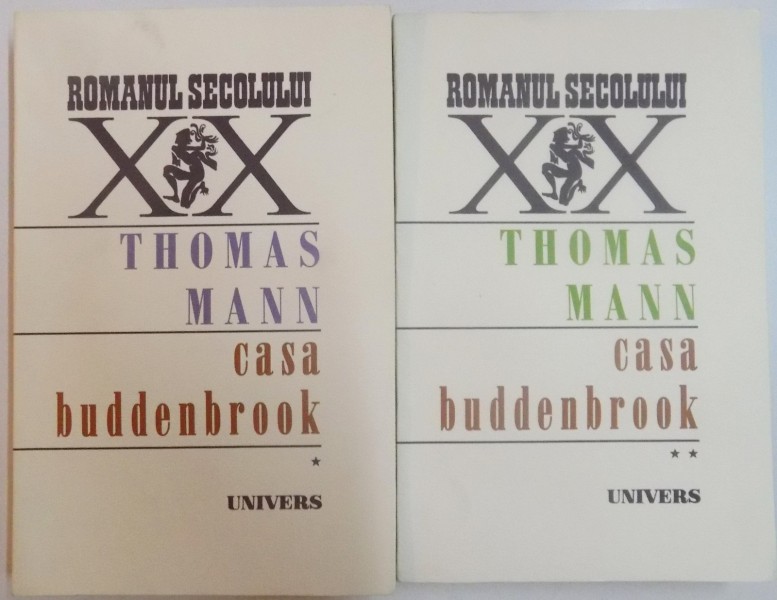 ROMANUL SECOLULUI
XX
THOMAS
MANN
casa
buddenbrook
*
UNIVERS
ROMANUL SECOLULUI
XX
THOMAS
MANN
casa
buddenbrook
**
UNIVERS